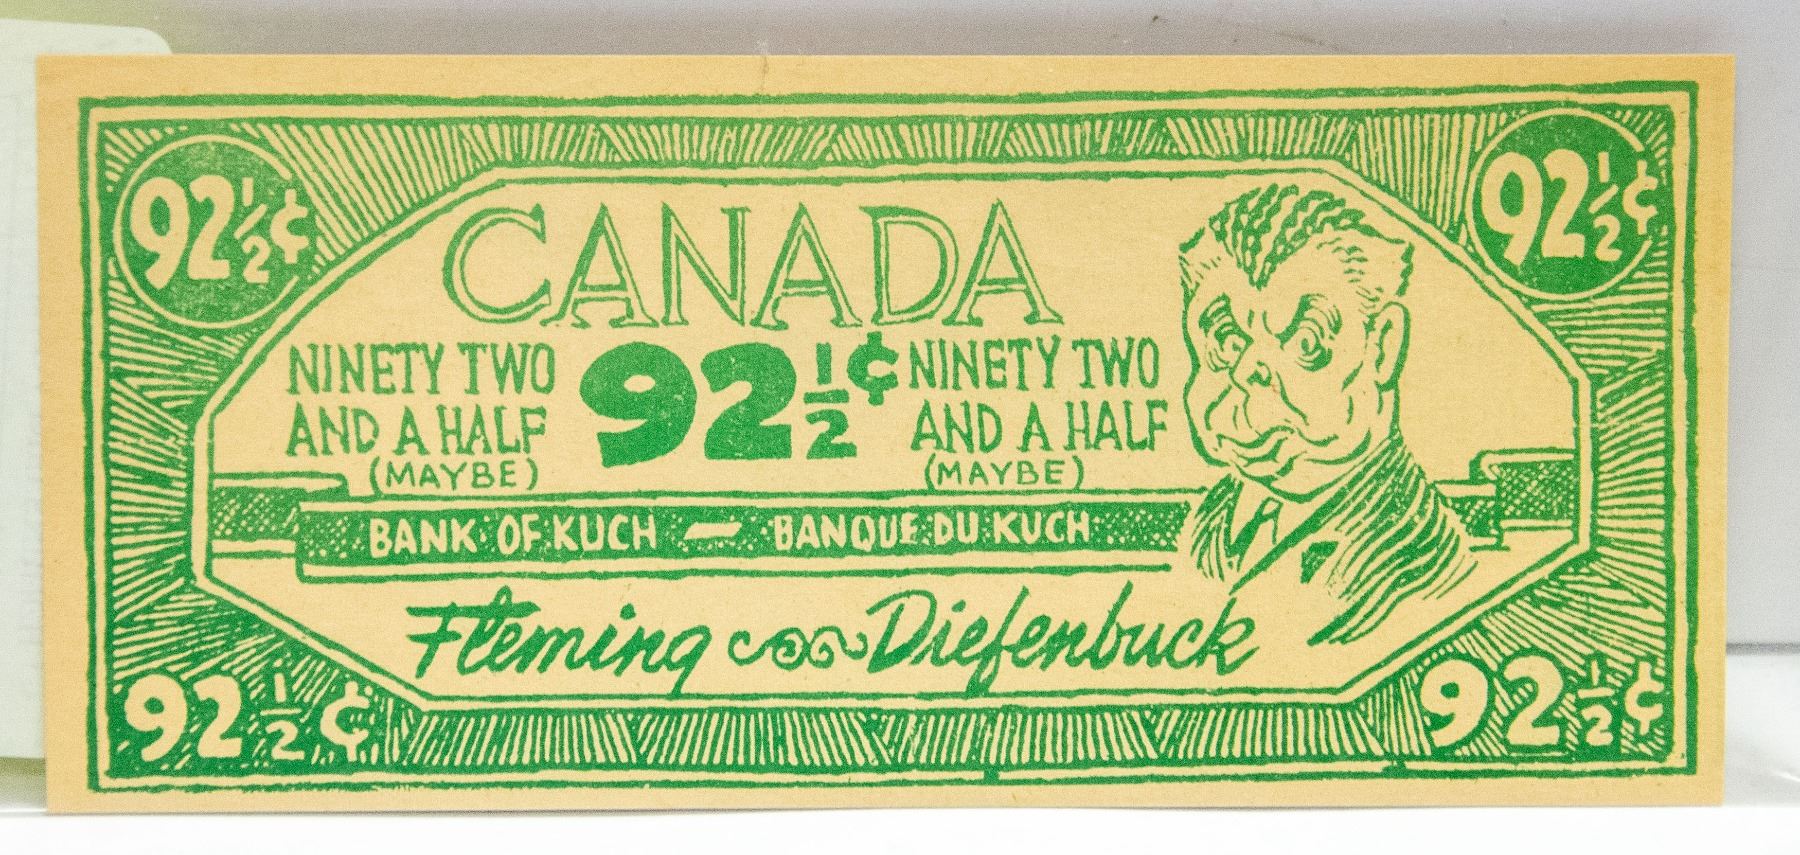 92½¢
92½¢
CANADA
NINETY TWO
AND A HALF
(MAYBE)
92½¢
NINETY TWO
AND A HALF
(MAYBE)
BANK OF KUCH — BANQUE DU KUCH
Fleming Diefenbuck
92½¢
92½¢